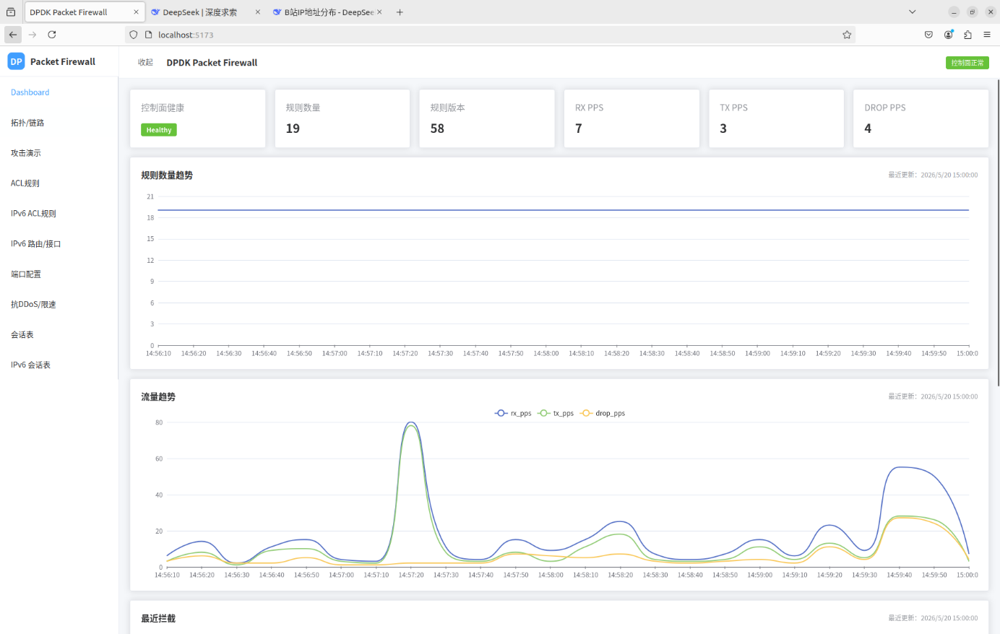 DPDK Packet Firewall
DeepSeek | 深度求索
B站IP地址分布 - DeepSee
localhost:5173
DP Packet Firewall
收起 DPDK Packet Firewall
控制面正常
Dashboard
拓扑/链路
攻击演示
ACL规则
IPv6 ACL规则
IPv6 路由/接口
端口配置
抗DDoS/限速
会话表
IPv6 会话表
控制面健康
Healthy
规则数量
19
规则版本
58
RX PPS
7
TX PPS
3
DROP PPS
4
规则数量趋势
最近更新：2026/5/20 15:00:00
21
18
15
12
9
6
3
0
14:56:10 14:56:20 14:56:30 14:56:40 14:56:50 14:57:00 14:57:10 14:57:20 14:57:30 14:57:40 14:57:50 14:58:00 14:58:10 14:58:20 14:58:30 14:58:40 14:58:50 14:59:00 14:59:10 14:59:20 14:59:30 14:59:40 14:59:50 15:00:0
流量趋势
最近更新：2026/5/20 15:00:00
rx_pps tx_pps drop_pps
80
60
40
20
0
14:56:10 14:56:20 14:56:30 14:56:40 14:56:50 14:57:00 14:57:10 14:57:20 14:57:30 14:57:40 14:57:50 14:58:00 14:58:10 14:58:20 14:58:30 14:58:40 14:58:50 14:59:00 14:59:10 14:59:20 14:59:30 14:59:40 14:59:50 15:00:0
最近拦截
最近更新：2026/5/20 15:00:00